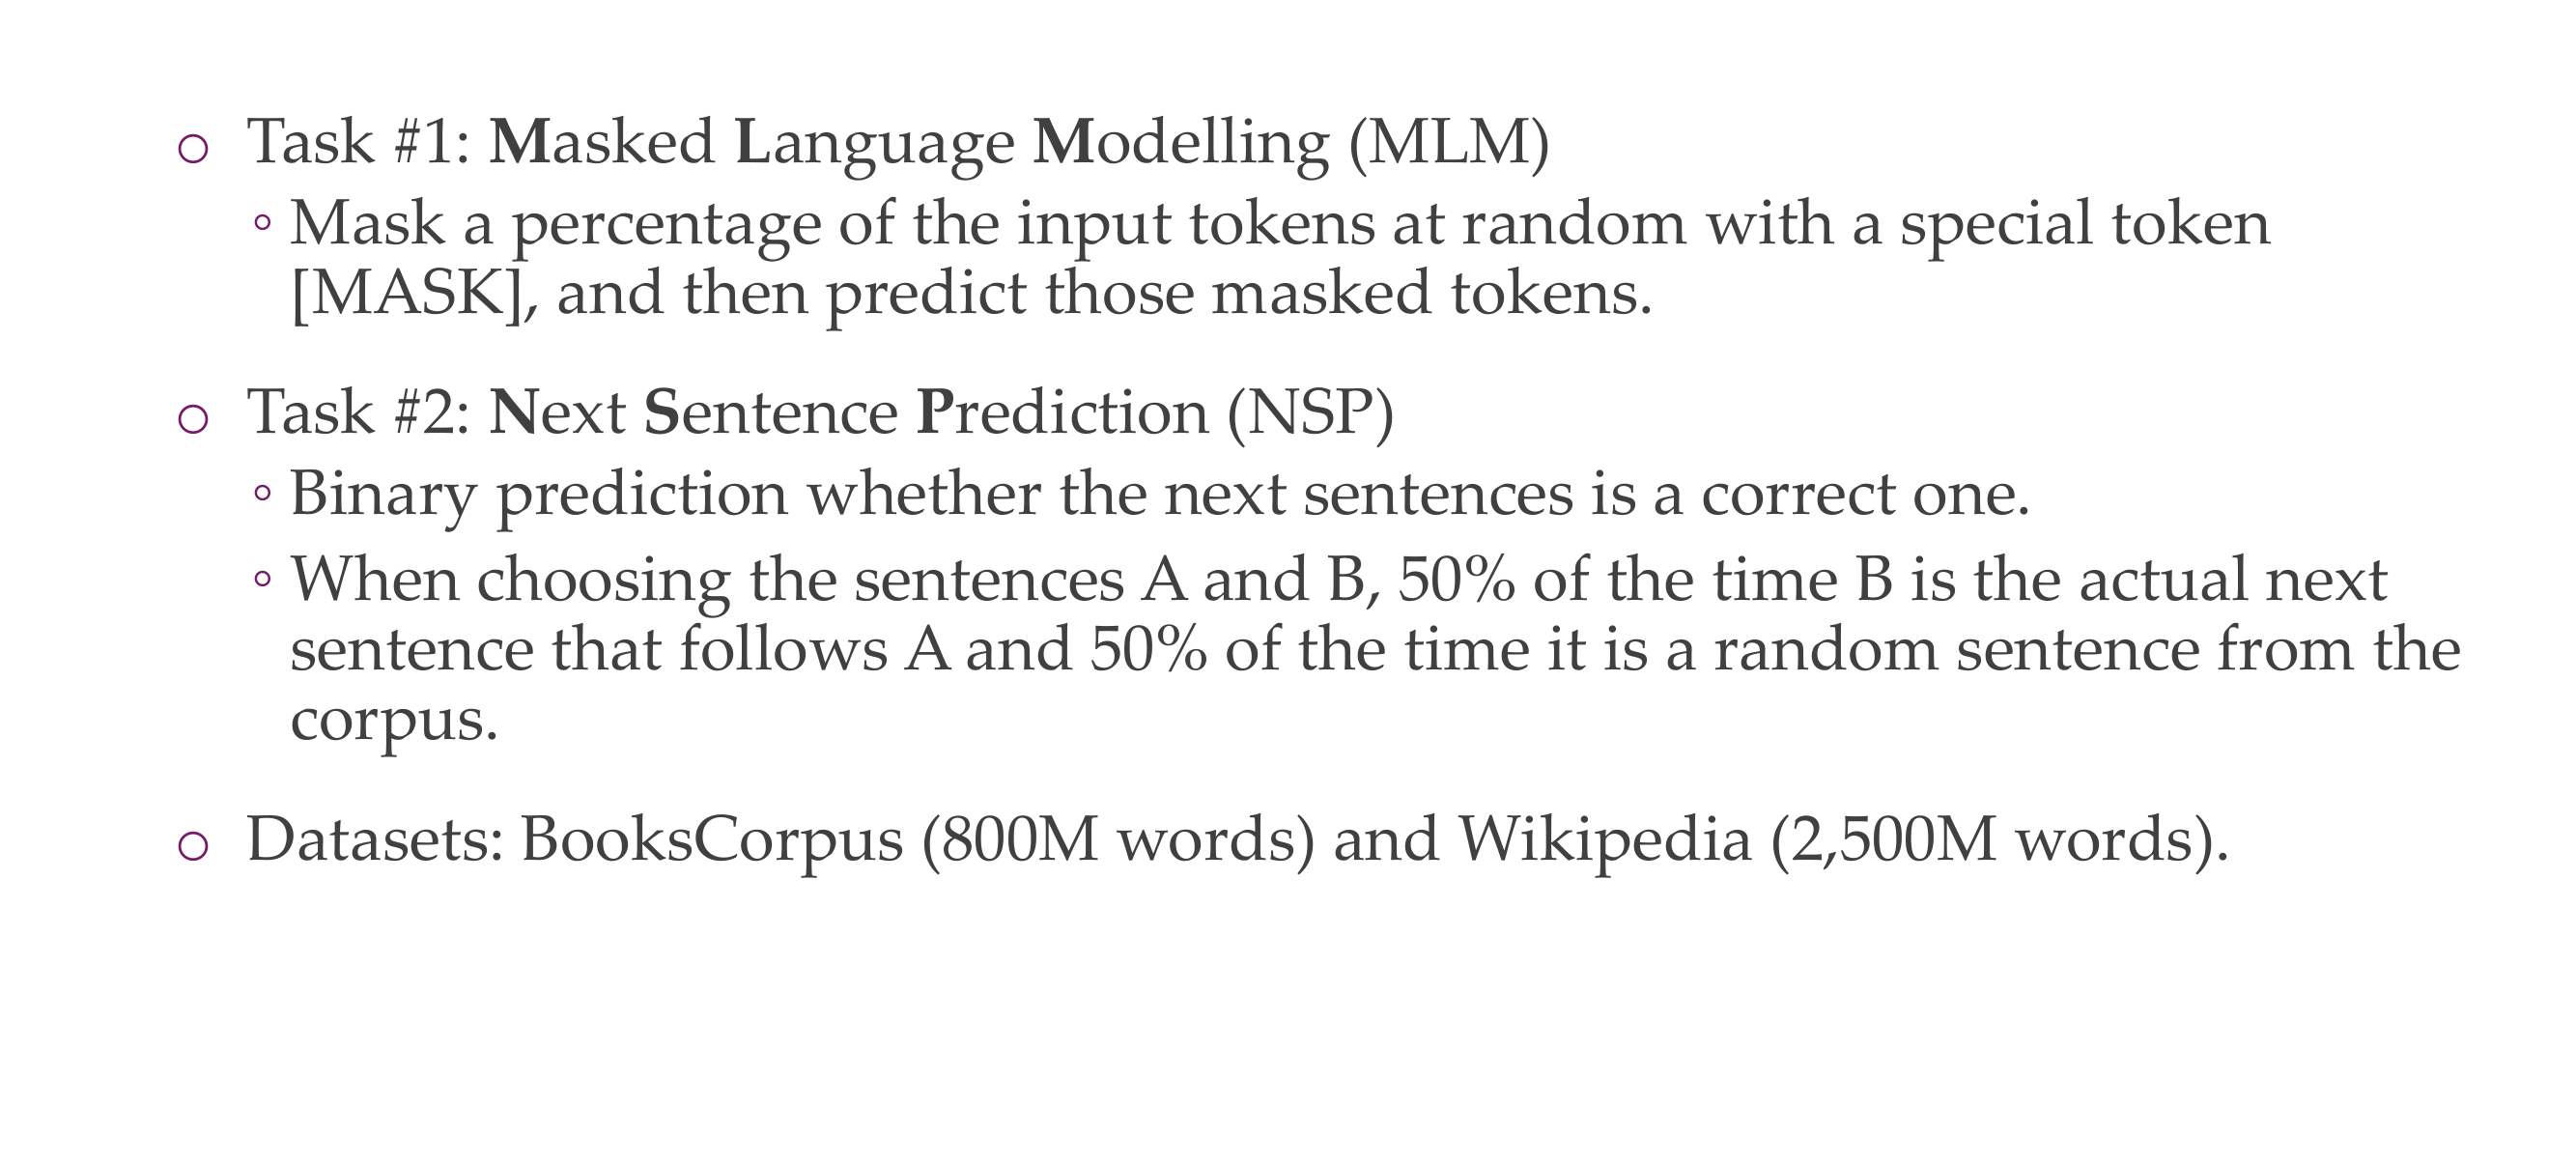 Task #1: Masked Language Modelling (MLM)
Mask a percentage of the input tokens at random with a special token
[MASK], and then predict those masked tokens.
Task #2: Next Sentence Prediction (NSP)
Binary prediction whether the next sentences is a correct one.
When choosing the sentences A and B, 50% of the time B is the actual next
sentence that follows A and 50% of the time it is a random sentence from the
corpus.
Datasets: BooksCorpus (800M words) and Wikipedia (2,500M words).